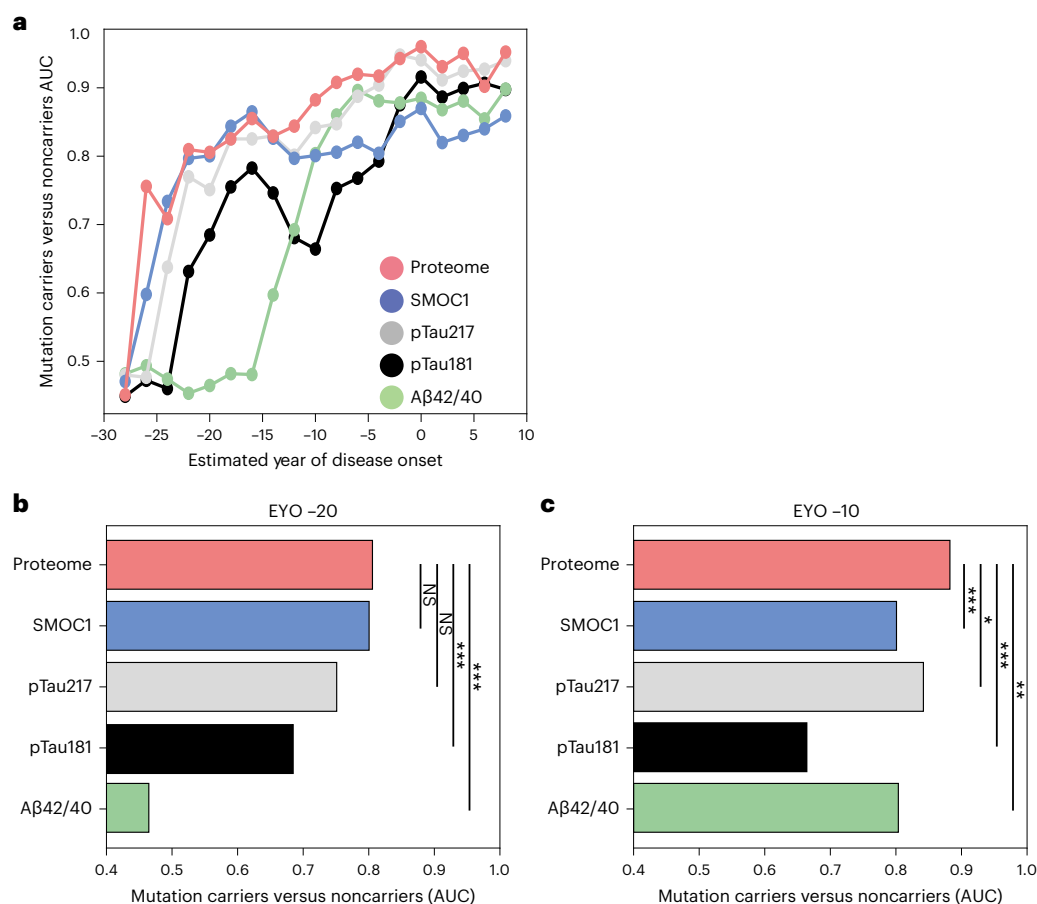 a
Mutation carriers versus noncarriers AUC
1.0
0.9
0.8
0.7
0.6
0.5
Proteome
SMOC1
pTau217
pTau181
Aβ42/40
–30
–25
–20
–15
–10
–5
0
5
10
Estimated year of disease onset
b
EYO –20
Proteome
SMOC1
pTau217
pTau181
Aβ42/40
NS
NS
***
***
0.4
0.5
0.6
0.7
0.8
0.9
1.0
Mutation carriers versus noncarriers (AUC)
c
EYO –10
Proteome
SMOC1
pTau217
pTau181
Aβ42/40
***
*
***
**
0.4
0.5
0.6
0.7
0.8
0.9
1.0
Mutation carriers versus noncarriers (AUC)